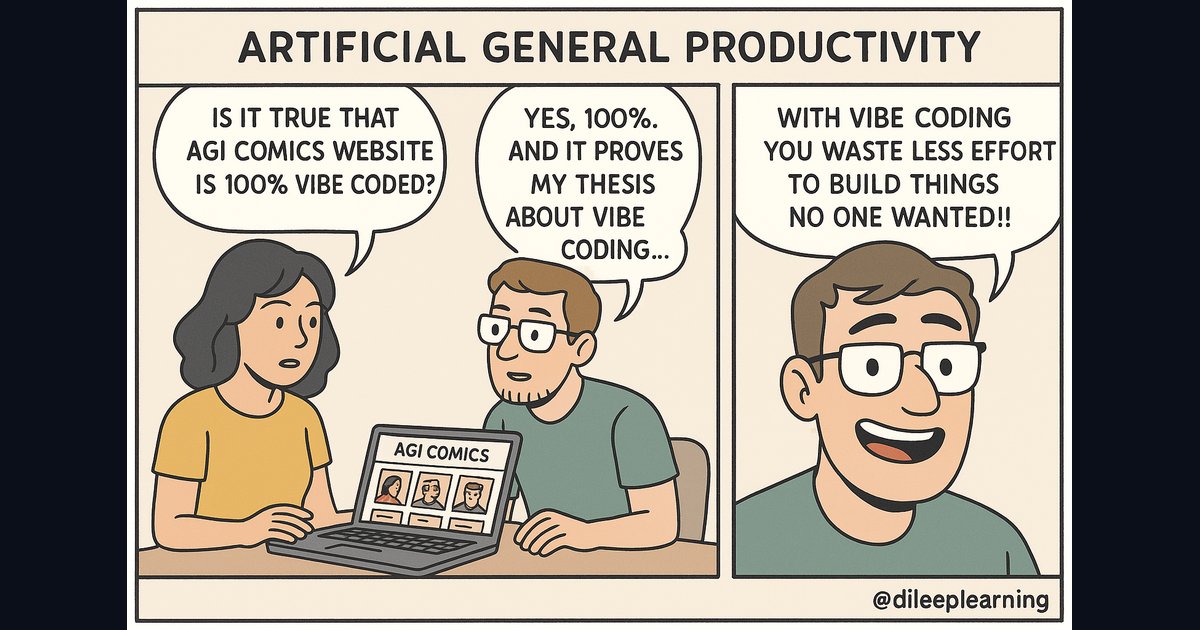 ARTIFICIAL GENERAL PRODUCTIVITY
IS IT TRUE THAT
AGI COMICS WEBSITE
IS 100% VIBE CODED?
YES, 100%.
AND IT PROVES
MY THESIS
ABOUT VIBE
CODING...
AGI COMICS
WITH VIBE CODING
YOU WASTE LESS EFFORT
TO BUILD THINGS
NO ONE WANTED!!
@dileeplearning